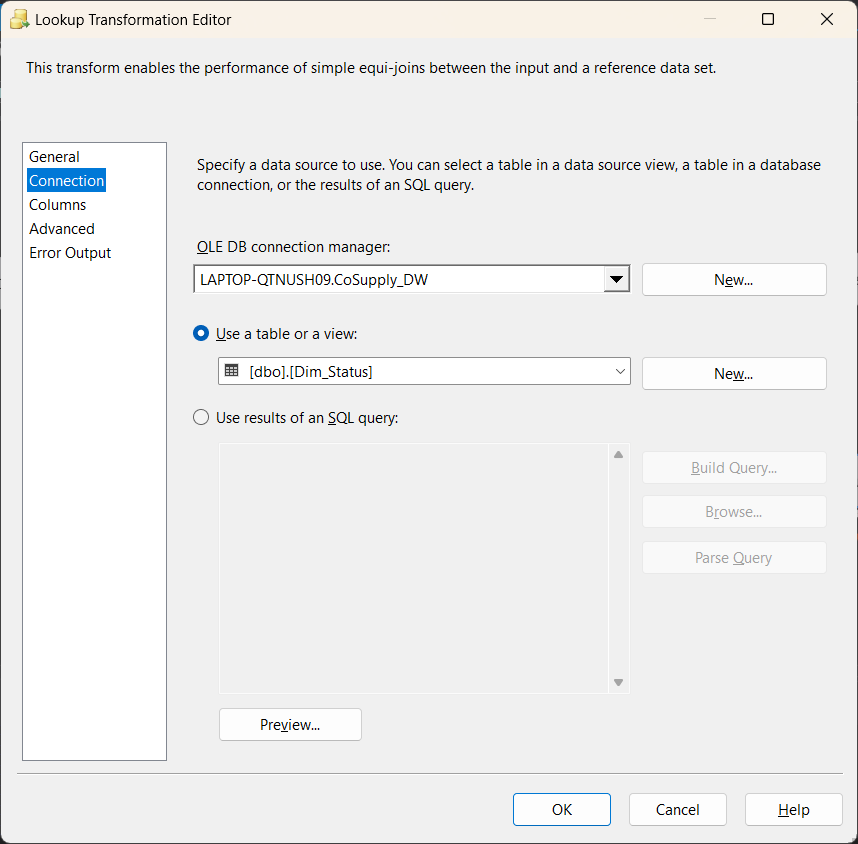 Lookup Transformation Editor
This transform enables the performance of simple equi-joins between the input and a reference data set.
General
Connection
Columns
Advanced
Error Output
Specify a data source to use. You can select a table in a data source view, a table in a database
connection, or the results of an SQL query.
OLE DB connection manager:
LAPTOP-QTNUSH09.CoSupply_DW
New...
Use a table or a view:
[dbo].[Dim_Status]
New...
Use results of an SQL query:
Build Query...
Browse...
Parse Query
Preview...
OK
Cancel
Help